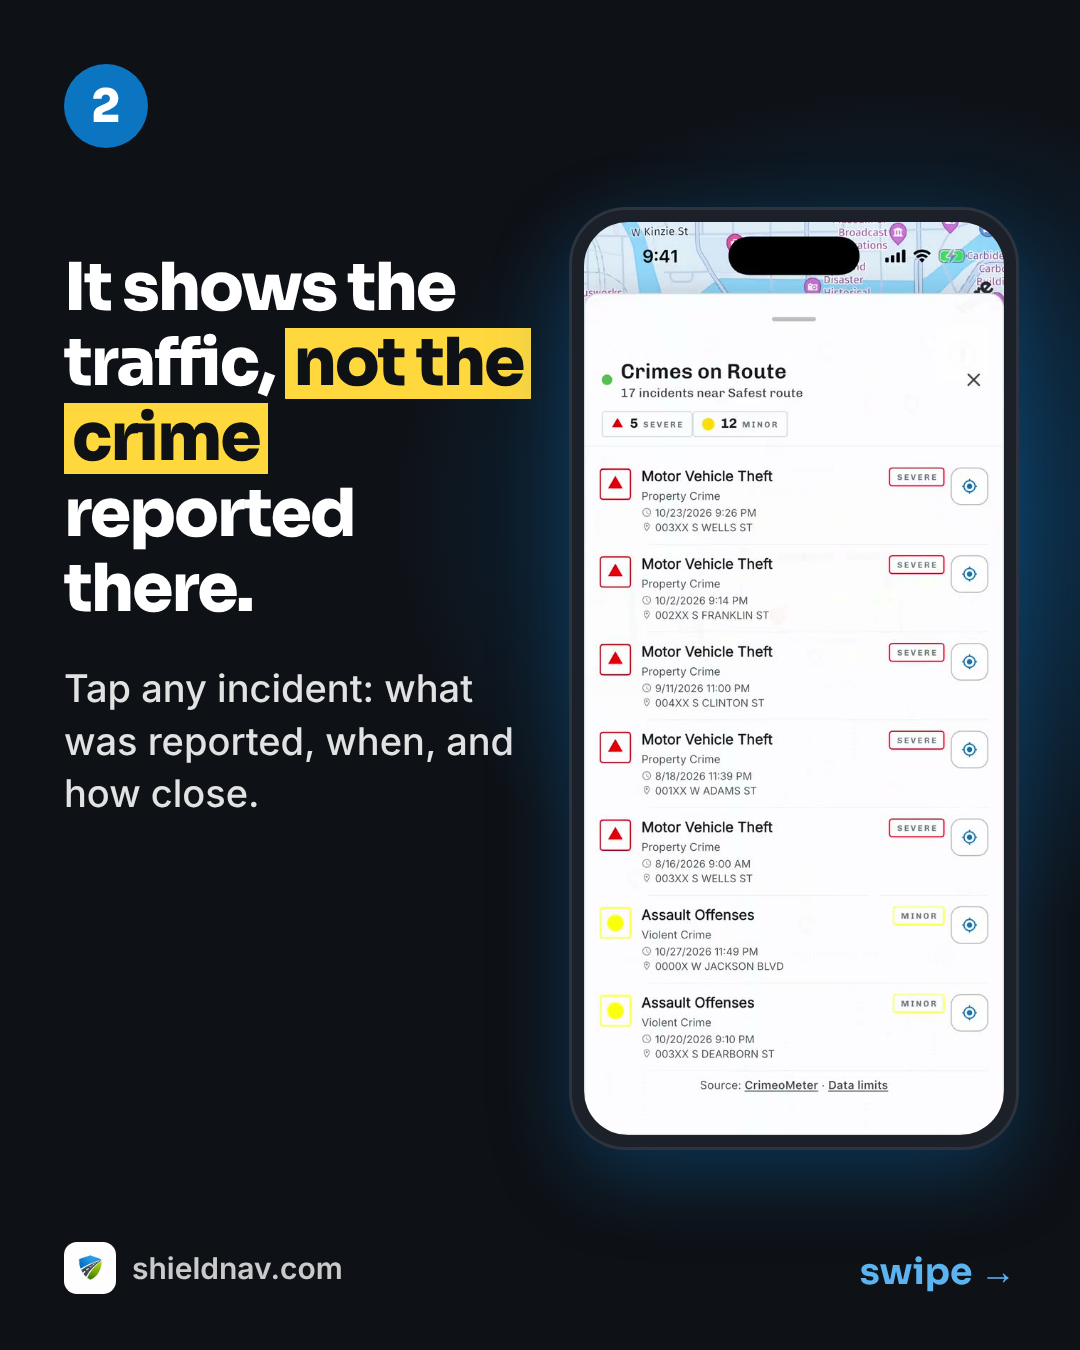 2
It shows the
traffic, not the
crime
reported
there.
Tap any incident: what
was reported, when, and
how close.
W Kinzie St
Broadcast
9:41
Disaster
Crimes on Route
17 incidents near Safest route
5 SEVERE 12 MINOR
Motor Vehicle Theft SEVERE
Property Crime
10/23/2026 9:26 PM
003XX S WELLS ST
Motor Vehicle Theft SEVERE
Property Crime
10/2/2026 9:14 PM
002XX S FRANKLIN ST
Motor Vehicle Theft SEVERE
Property Crime
9/11/2026 11:00 PM
004XX S CLINTON ST
Motor Vehicle Theft SEVERE
Property Crime
8/18/2026 11:39 PM
001XX W ADAMS ST
Motor Vehicle Theft SEVERE
Property Crime
8/16/2026 9:00 AM
003XX S WELLS ST
Assault Offenses MINOR
Violent Crime
10/27/2026 11:49 PM
0000X W JACKSON BLVD
Assault Offenses MINOR
Violent Crime
10/20/2026 9:10 PM
003XX S DEARBORN ST
Source: CrimeoMeter · Data limits
shieldnav.com
swipe →